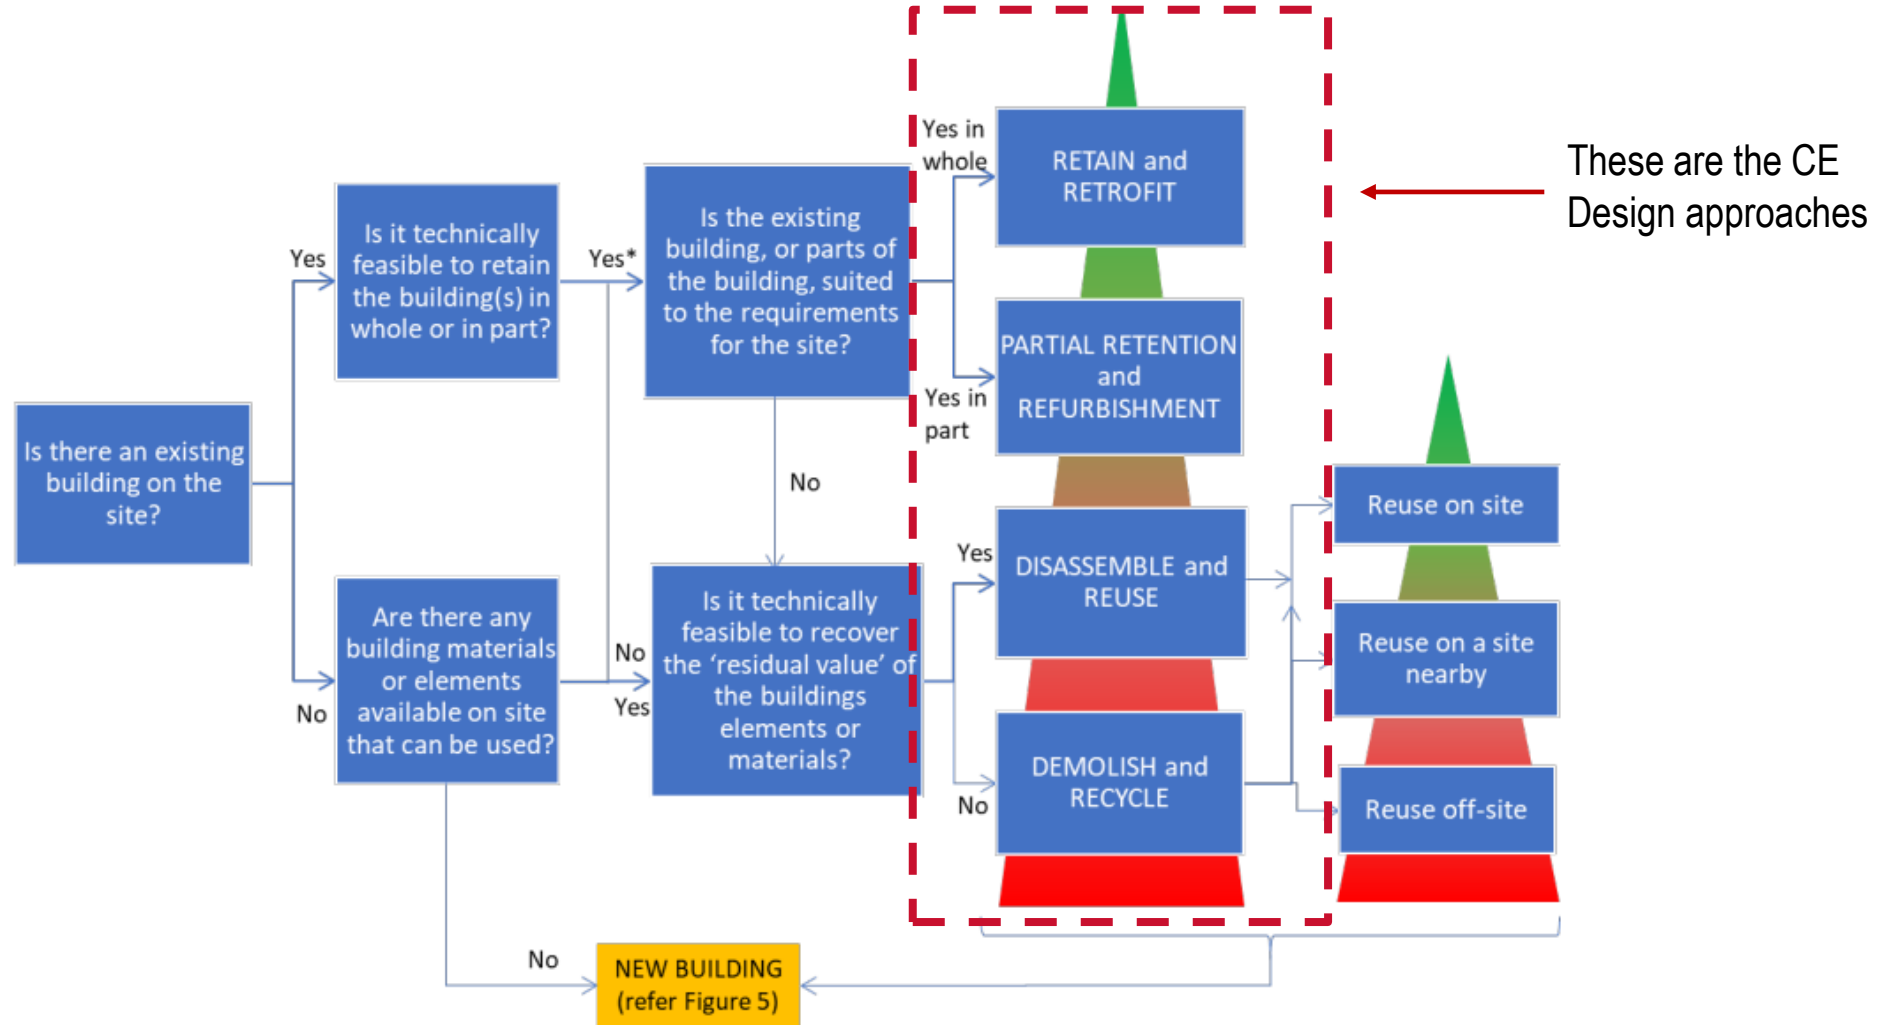 Is there an existing
building on the
site?
Yes
No
Is it technically
feasible to retain
the building(s) in
whole or in part?
Are there any
building materials
or elements
available on site
that can be used?
Yes*
No
Yes
No
Is the existing
building, or parts of
the building, suited
to the requirements
for the site?
No
Is it technically
feasible to recover
the ‘residual value’ of
the buildings
elements or
materials?
Yes in
whole
Yes in
part
Yes
No
RETAIN and
RETROFIT
PARTIAL RETENTION
and
REFURBISHMENT
DISASSEMBLE and
REUSE
DEMOLISH and
RECYCLE
Reuse on site
Reuse on a site
nearby
Reuse off-site
NEW BUILDING
(refer Figure 5)
These are the CE
Design approaches